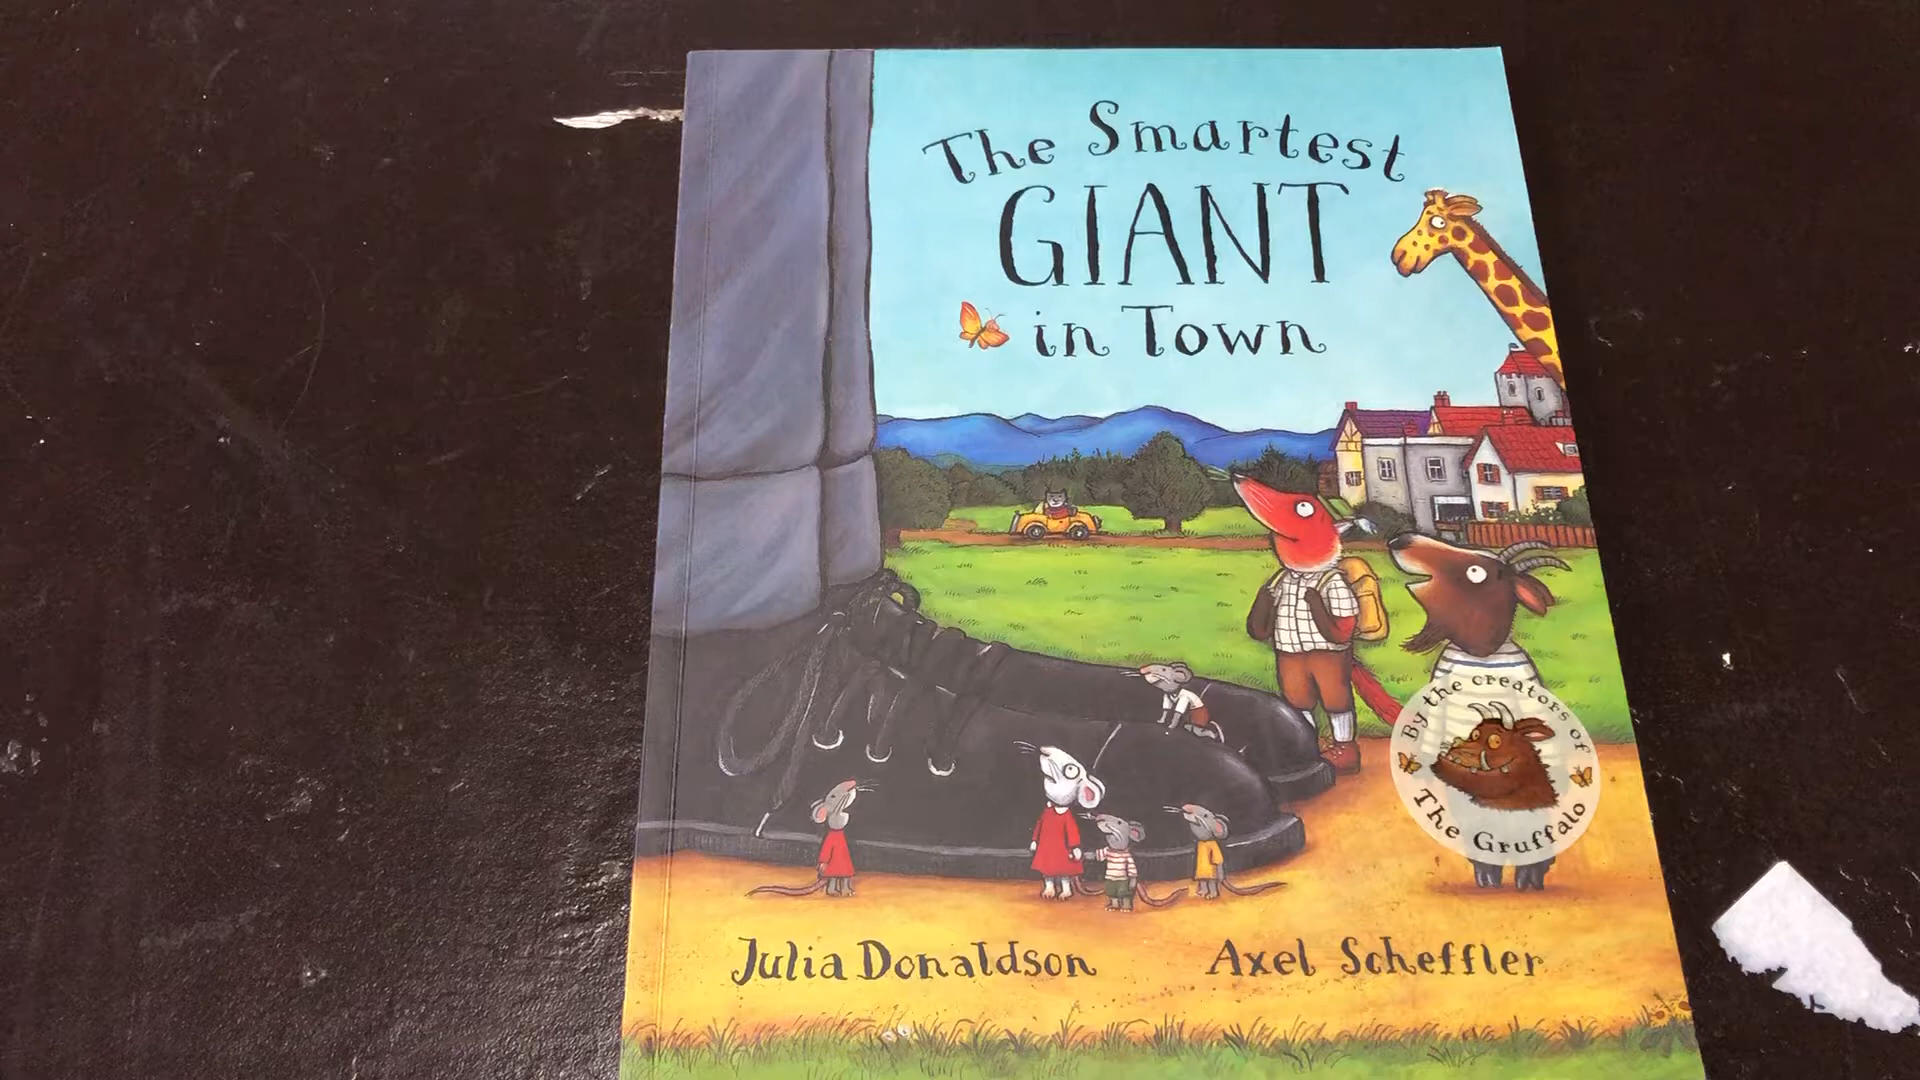 The Smartest
GIANT
in Town
By the creators of
The Gruffalo
Julia Donaldson
Axel Scheffler